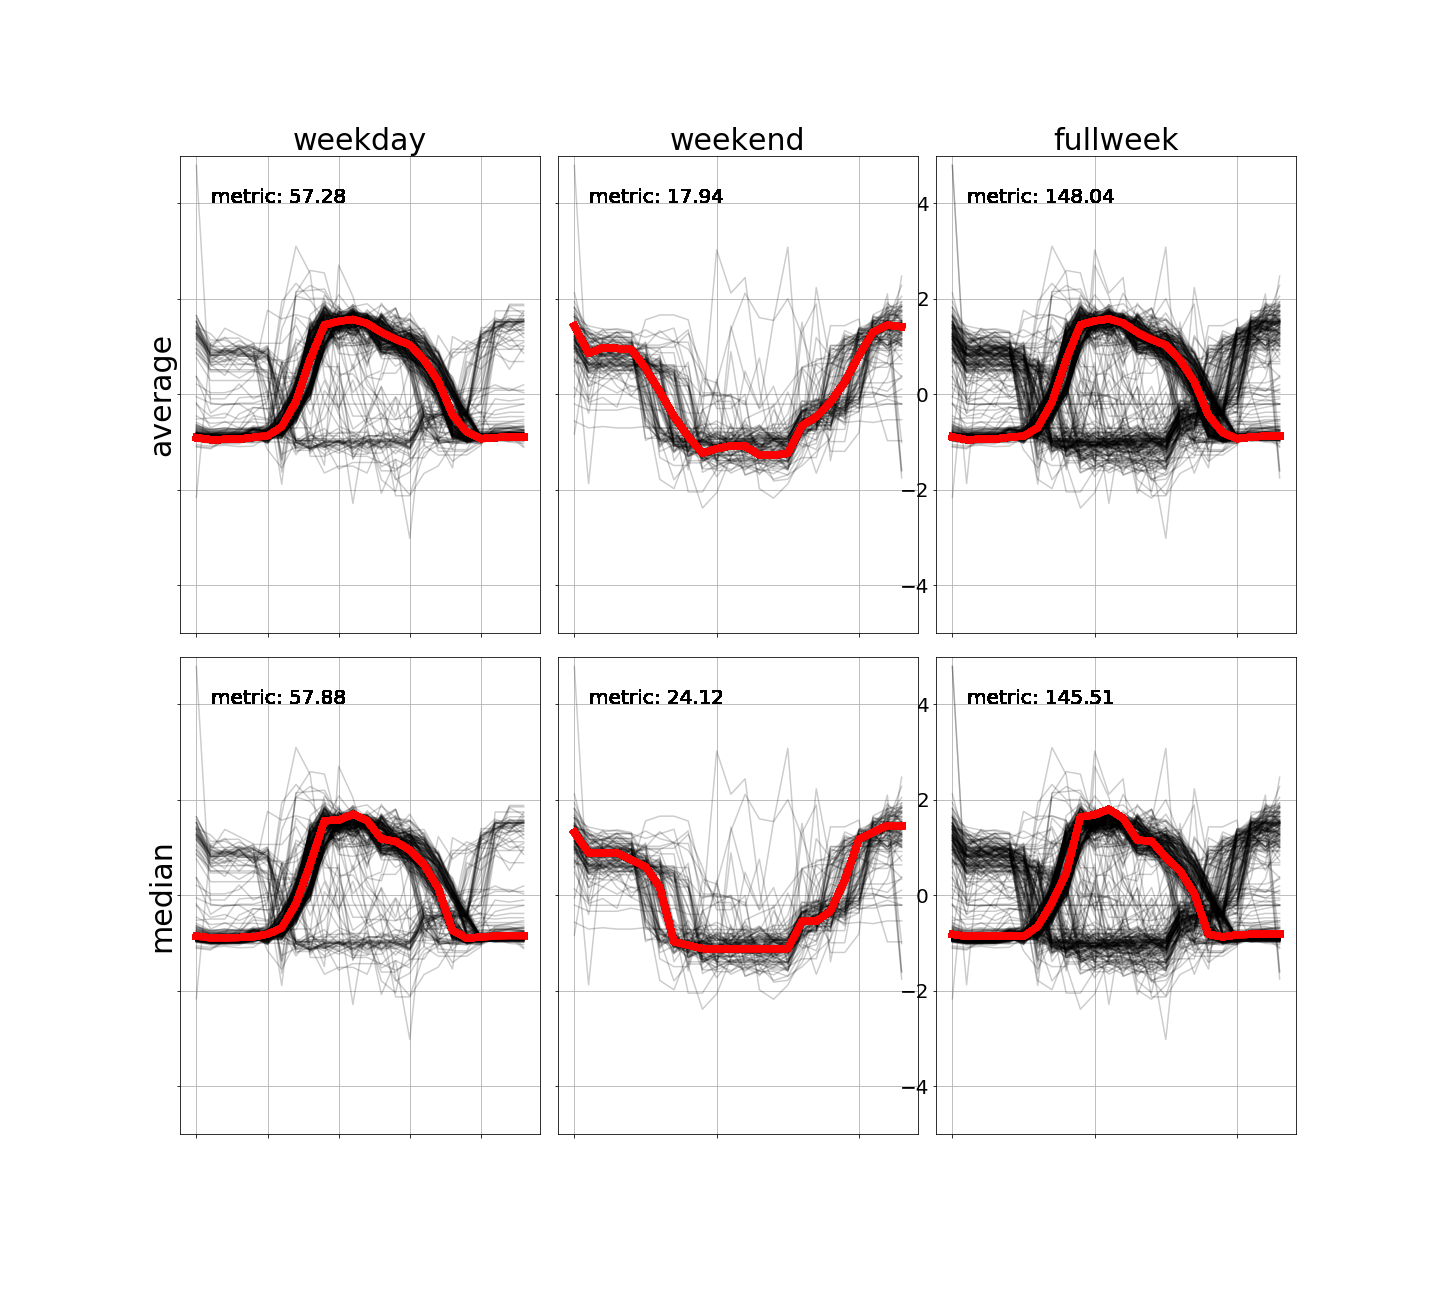 weekday weekend fullweek
average
metric: 57.28
metric: 17.94
metric: 148.04
4
2
0
−2
−4
median
metric: 57.88
metric: 24.12
metric: 145.51
4
2
0
−2
−4